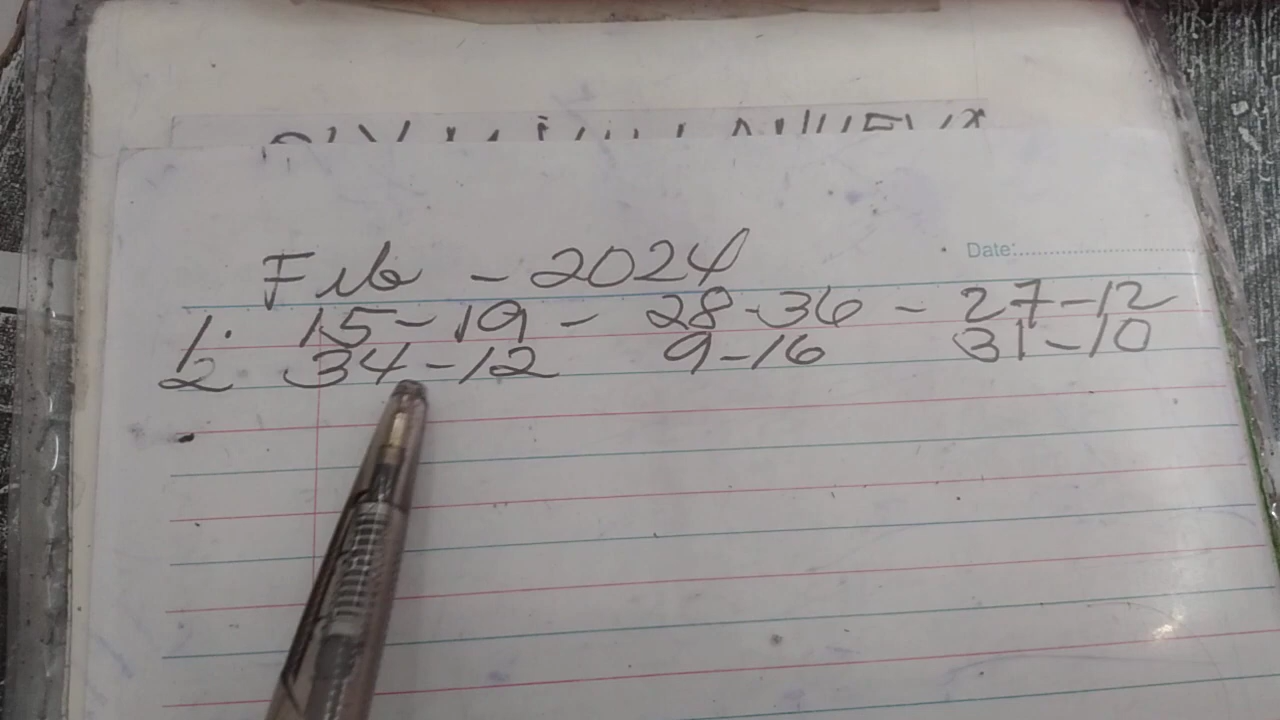 Feb - 2024
Date:
1. 15-19 - 28-36 - 27-12
2 34-12 9-16 31-10